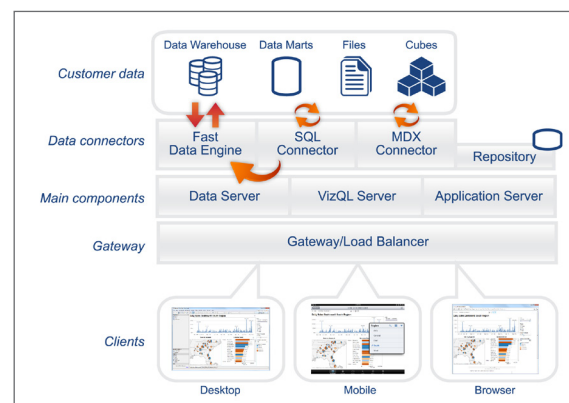 Data Warehouse
Data Marts
Files
Cubes
Customer data
Data connectors
Fast
Data Engine
SQL
Connector
MDX
Connector
Repository
Main components
Data Server
VizQL Server
Application Server
Gateway
Gateway/Load Balancer
Clients
Desktop
Mobile
Browser